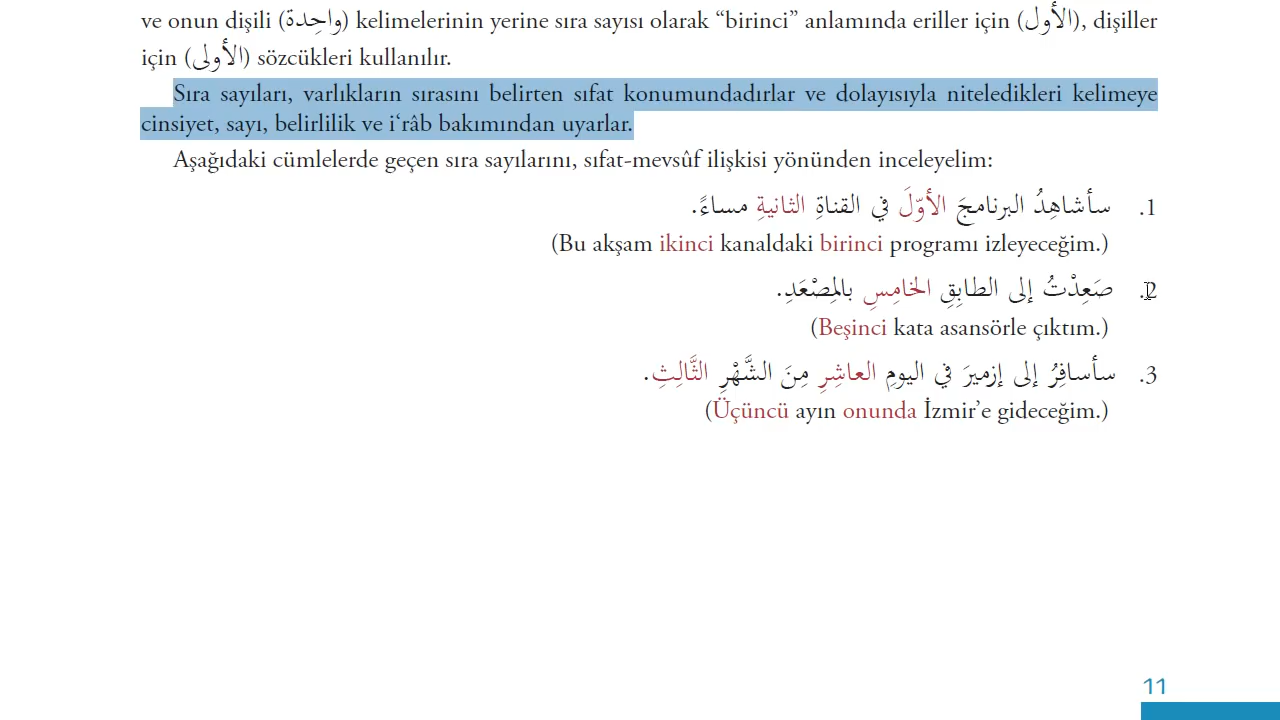 ve onun dişili (واحِدة) kelimelerinin yerine sıra sayısı olarak “birinci” anlamında eriller için (الأول), dişiller
için (الأولى) sözcükleri kullanılır.
Sıra sayıları, varlıkların sırasını belirten sıfat konumundadırlar ve dolayısıyla niteledikleri kelimeye
cinsiyet, sayı, belirlilik ve i‘râb bakımından uyarlar.
Aşağıdaki cümlelerde geçen sıra sayılarını, sıfat-mevsûf ilişkisi yönünden inceleyelim:
1. سأشاهِدُ البرنامجَ الأوّلَ في القناةِ الثانيةِ مساءً.
(Bu akşam ikinci kanaldaki birinci programı izleyeceğim.)
2. صَعِدْتُ إلى الطابِقِ الخامِسِ بالمِصْعَدِ.
(Beşinci kata asansörle çıktım.)
3. سأسافِرُ إلى إزميرَ في اليومِ العاشِرِ مِنَ الشَّهْرِ الثَّالِثِ.
(Üçüncü ayın onunda İzmir’e gideceğim.)
11